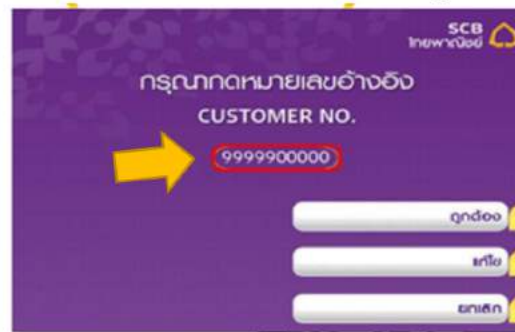 SCB
ไทยพาณิชย์
กรุณากดหมายเลขอ้างอิง
CUSTOMER NO.
9999900000
ถูกต้อง
แก้ไข
ยกเลิก